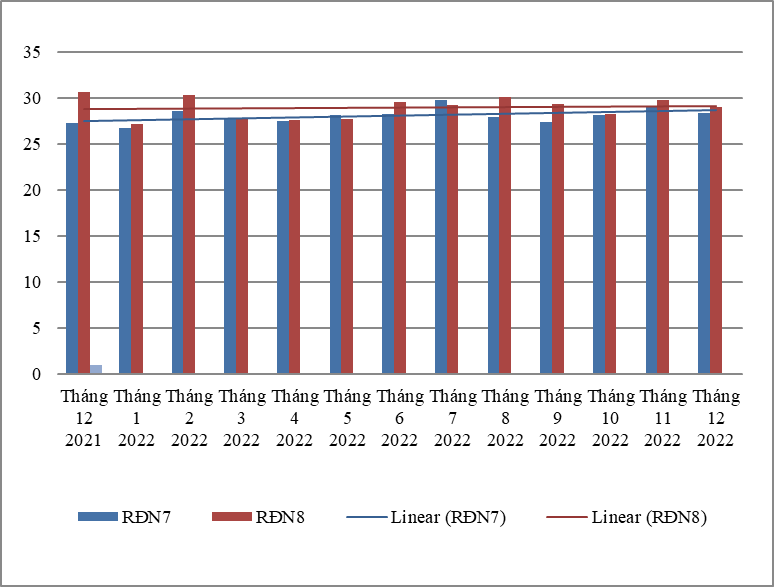 35
30
25
20
15
10
5
0
Tháng Tháng Tháng Tháng Tháng Tháng Tháng Tháng Tháng Tháng Tháng Tháng Tháng
12 1 2 3 4 5 6 7 8 9 10 11 12
2021 2022 2022 2022 2022 2022 2022 2022 2022 2022 2022 2022 2022
RĐN7 RĐN8 Linear (RĐN7) Linear (RĐN8)